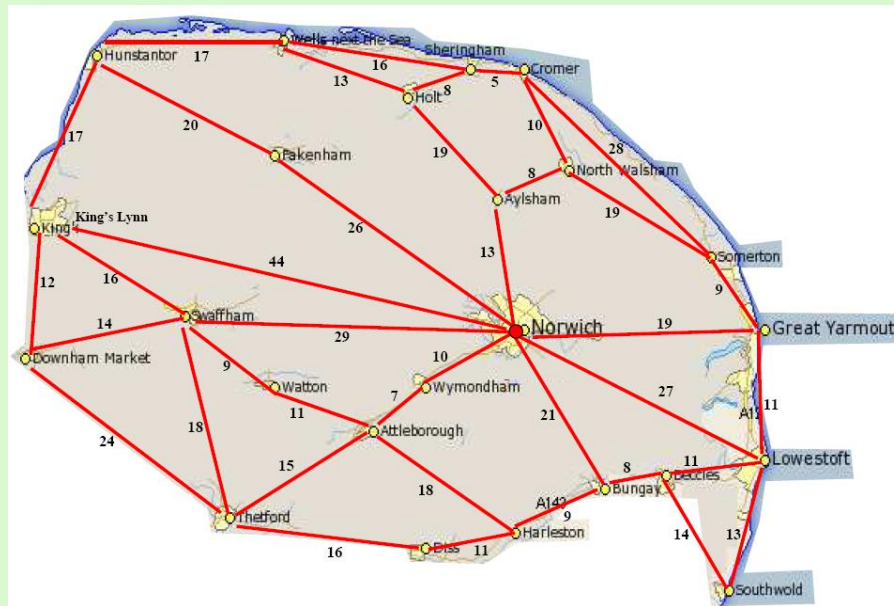 Wells next the Sea
17
16
Sheringham
Hunstantor
Cromer
13
8
5
Holt
17
20
10
28
19
Fakenham
8
North Walsham
Aylsham
19
King's Lynn
King'
26
13
44
Somerton
12
16
9
Swaffham
14
29
Norwich
19
Great Yarmout
Downham Market
10
9
Watton
7
Wymondham
27
11
21
A12
11
18
24
Attleborough
15
8
11
Lowestoft
18
Beccles
A143
Bungay
9
Thetford
14
13
Harleston
16
11
Diss
Southwold